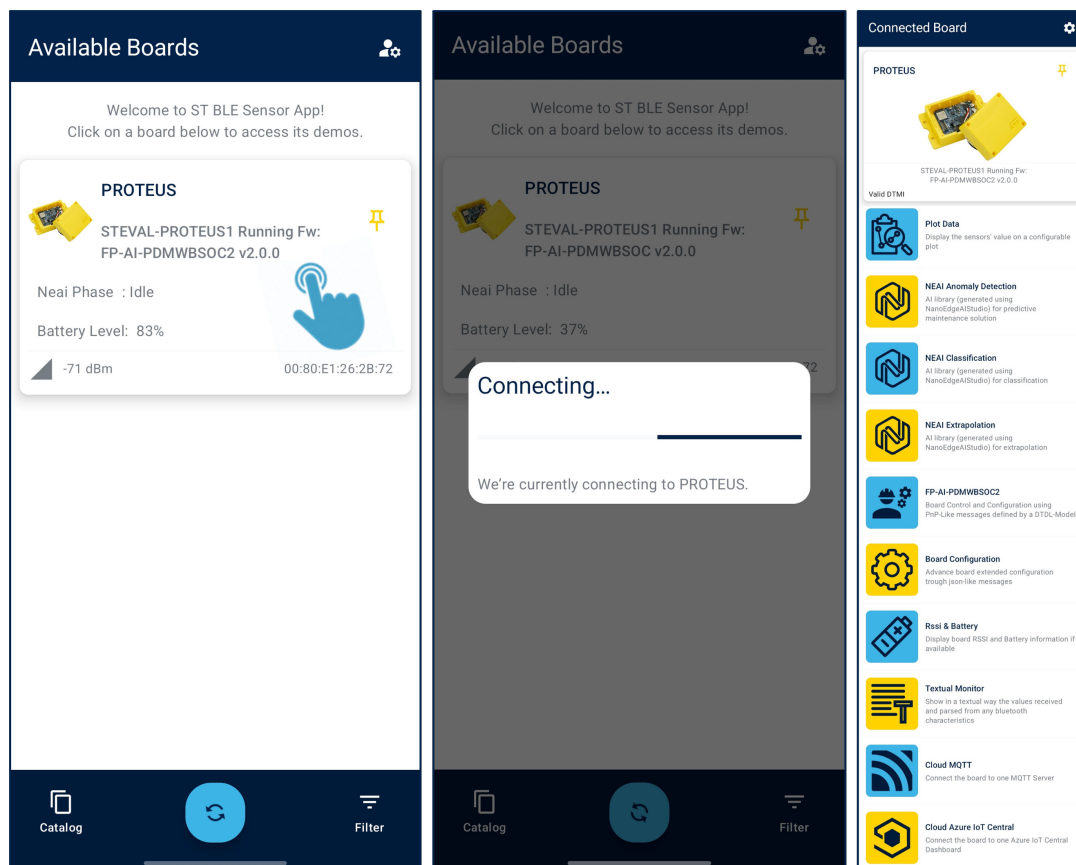 Available Boards
Welcome to ST BLE Sensor App!
Click on a board below to access its demos.
PROTEUS
STEVAL-PROTEUS1 Running Fw:
FP-AI-PDMWBSOC2 v2.0.0
Neai Phase : Idle
Battery Level: 83%
-71 dBm
00:80:E1:26:2B:72
Catalog
Filter
Available Boards
Welcome to ST BLE Sensor App!
Click on a board below to access its demos.
PROTEUS
STEVAL-PROTEUS1 Running Fw:
FP-AI-PDMWBSOC v2.0.0
Neai Phase : Idle
Battery Level: 37%
72
Connecting...
We're currently connecting to PROTEUS.
Catalog
Filter
Connected Board
PROTEUS
STEVAL-PROTEUS1 Running Fw:
FP-AI-PDMWBSOC2 v2.0.0
Valid DTMI
Plot Data
Display the sensors' value on a configurable
plot
NEAI Anomaly Detection
AI library (generated using
NanoEdgeAIStudio) for predictive
maintenance solution
NEAI Classification
AI library (generated using
NanoEdgeAIStudio) for classification
NEAI Extrapolation
AI library (generated using
NanoEdgeAIStudio) for extrapolation
FP-AI-PDMWBSOC2
Board Control and Configuration using
PnP-Like messages defined by a DTDL-Model
Board Configuration
Advance board extended configuration
trough json-like messages
Rssi & Battery
Display board RSSI and Battery information if
available
Textual Monitor
Show in a textual way the values received
and parsed from any bluetooth
characteristics
Cloud MQTT
Connect the board to one MQTT Server
Cloud Azure IoT Central
Connect the board to one Azure IoT Central
Dashboard